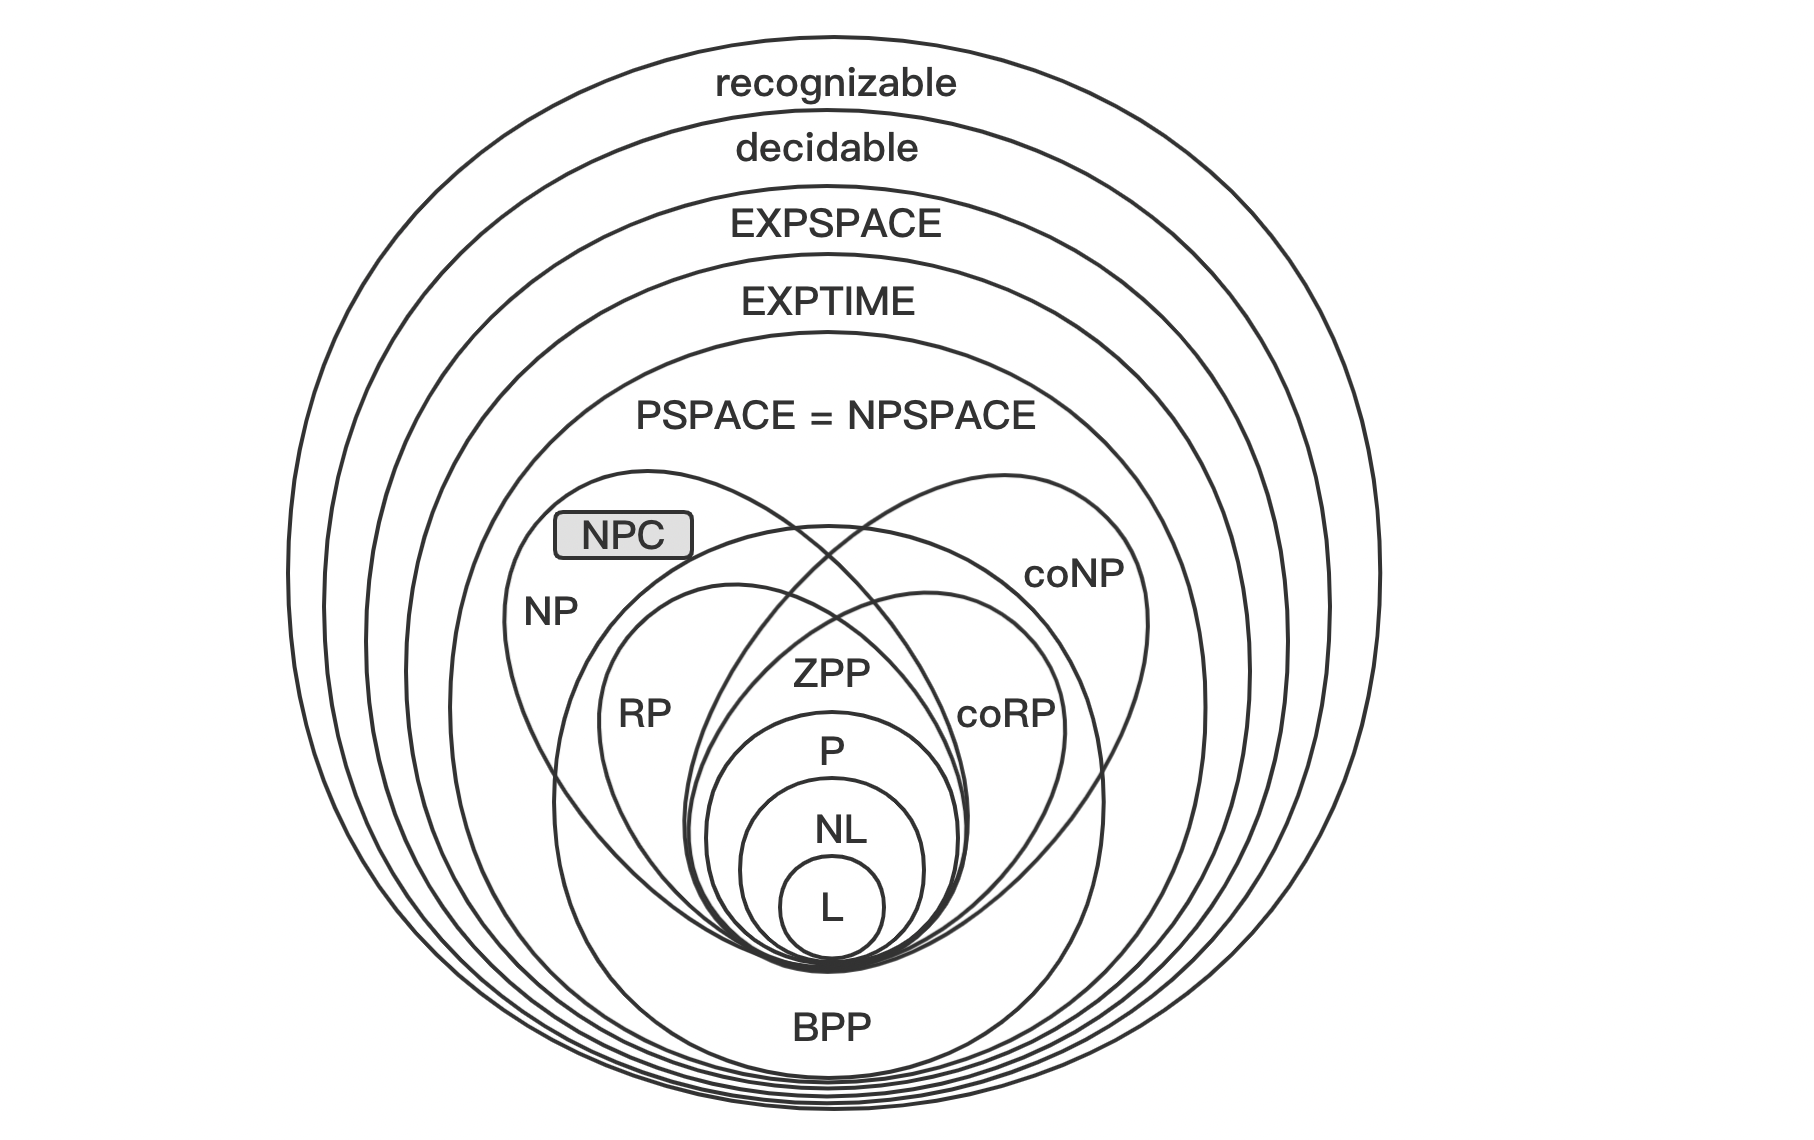 recognizable
decidable
EXPSPACE
EXPTIME
PSPACE = NPSPACE
NPC
coNP
NP
ZPP
RP
coRP
P
NL
L
BPP